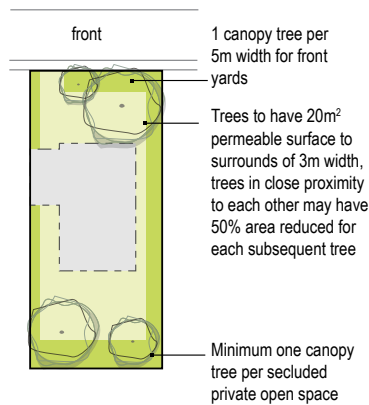 front
1 canopy tree per
5m width for front
yards
Trees to have 20m²
permeable surface to
surrounds of 3m width,
trees in close proximity
to each other may have
50% area reduced for
each subsequent tree
Minimum one canopy
tree per secluded
private open space